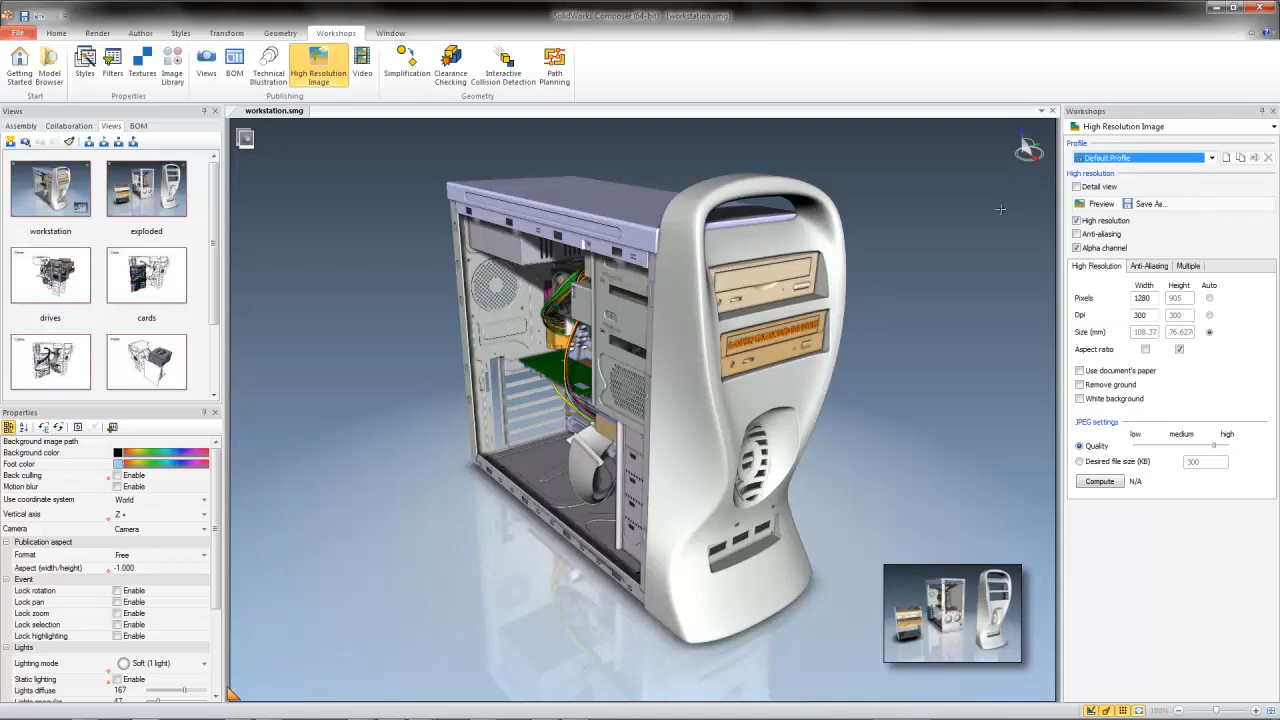 SolidWorks Composer (64-bit) - [workstation.smg]
File Home Render Author Styles Transform Geometry Workshops Window
Getting Started Model Browser Styles Filters Textures Image Library Views BOM Technical Illustration High Resolution Image Video Simplification Clearance Checking Interactive Collision Detection Path Planning
Start Properties Publishing Geometry
Views
Assembly Collaboration Views BOM
workstation exploded
drives cards
Properties
Background image path
Background color
Foot color
Back culling Enable
Motion blur Enable
Use coordinate system World
Vertical axis Z +
Camera Camera
Publication aspect
Format Free
Aspect (width/height) -1.000
Event
Lock rotation Enable
Lock pan Enable
Lock zoom Enable
Lock selection Enable
Lock highlighting Enable
Lights
Lighting mode Soft (1 light)
Static lighting Enable
Lights diffuse 167
Lights specular 47
workstation.smg
Workshops
High Resolution Image
Profile
Default Profile
High resolution
Detail view
Preview Save As...
High resolution
Anti-aliasing
Alpha channel
High Resolution Anti-Aliasing Multiple
Width Height Auto
Pixels 1280 905
Dpi 300 300
Size (mm) 108.37 76.627
Aspect ratio
Use document's paper
Remove ground
White background
JPEG settings
low medium high
Quality
Desired file size (KB) 300
Compute N/A
100%